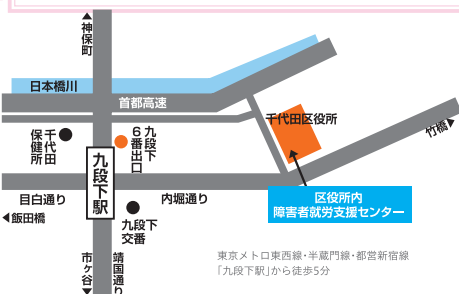 ▲神保町
日本橋川
首都高速
千代田区役所
竹橋▶
千代田
保健所
九段下
6番出口
九段下駅
目白通り
内堀通り
◀飯田橋
九段下
交番
区役所内
障害者就労支援センター
市ヶ谷▼
靖国通り
東京メトロ東西線・半蔵門線・都営新宿線
「九段下駅」から徒歩5分